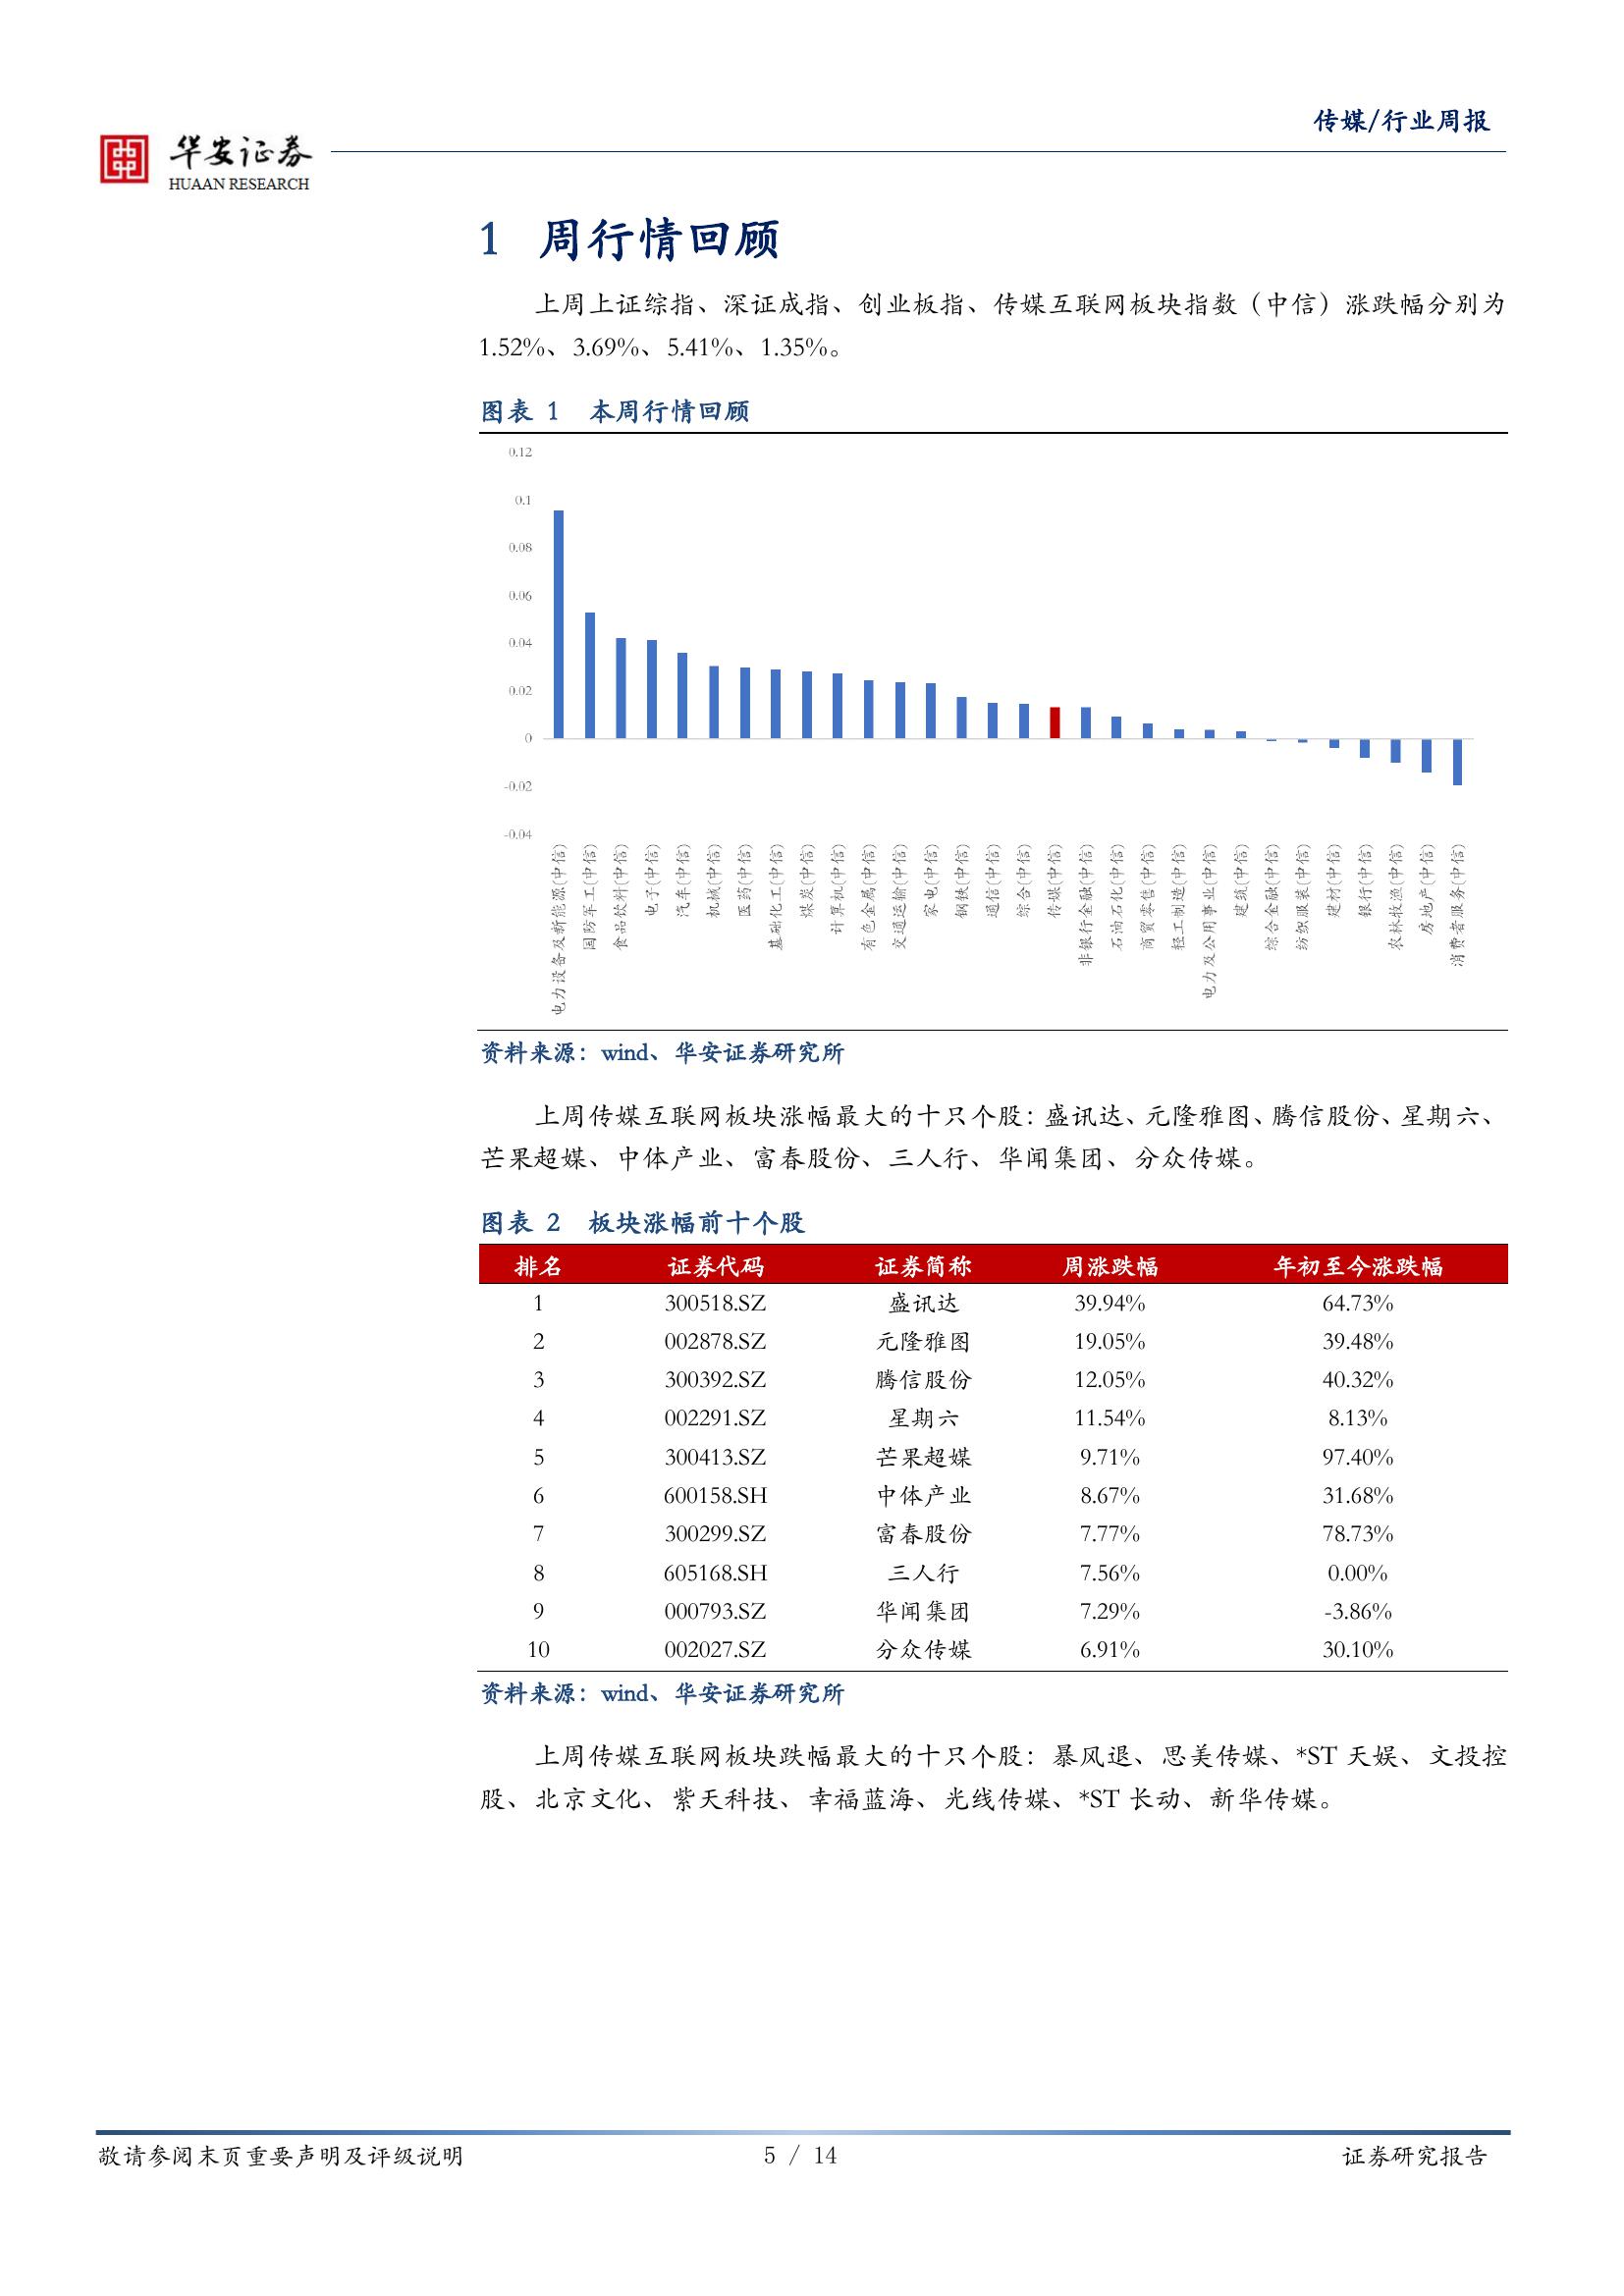 传媒/行业周报
华安证券
HUAAN RESEARCH
1 周行情回顾
上周上证综指、深证成指、创业板指、传媒互联网板块指数（中信）涨跌幅分别为
1.52%、3.69%、5.41%、1.35%。
图表 1 本周行情回顾
0.12
0.1
0.08
0.06
0.04
0.02
0
-0.02
-0.04
电力设备及新能源(中信)
国防军工(中信)
食品饮料(中信)
电子(中信)
汽车(中信)
机械(中信)
医药(中信)
基础化工(中信)
煤炭(中信)
计算机(中信)
有色金属(中信)
交通运输(中信)
家电(中信)
钢铁(中信)
通信(中信)
综合(中信)
传媒(中信)
非银行金融(中信)
石油石化(中信)
商贸零售(中信)
轻工制造(中信)
电力及公用事业(中信)
建筑(中信)
综合金融(中信)
纺织服装(中信)
建材(中信)
银行(中信)
农林牧渔(中信)
房地产(中信)
消费者服务(中信)
资料来源：wind、华安证券研究所
上周传媒互联网板块涨幅最大的十只个股：盛讯达、元隆雅图、腾信股份、星期六、
芒果超媒、中体产业、富春股份、三人行、华闻集团、分众传媒。
图表 2 板块涨幅前十个股
排名 证券代码 证券简称 周涨跌幅 年初至今涨跌幅
1 300518.SZ 盛讯达 39.94% 64.73%
2 002878.SZ 元隆雅图 19.05% 39.48%
3 300392.SZ 腾信股份 12.05% 40.32%
4 002291.SZ 星期六 11.54% 8.13%
5 300413.SZ 芒果超媒 9.71% 97.40%
6 600158.SH 中体产业 8.67% 31.68%
7 300299.SZ 富春股份 7.77% 78.73%
8 605168.SH 三人行 7.56% 0.00%
9 000793.SZ 华闻集团 7.29% -3.86%
10 002027.SZ 分众传媒 6.91% 30.10%
资料来源：wind、华安证券研究所
上周传媒互联网板块跌幅最大的十只个股：暴风退、思美传媒、*ST 天娱、文投控
股、北京文化、紫天科技、幸福蓝海、光线传媒、*ST 长动、新华传媒。
敬请参阅末页重要声明及评级说明 5 / 14 证券研究报告